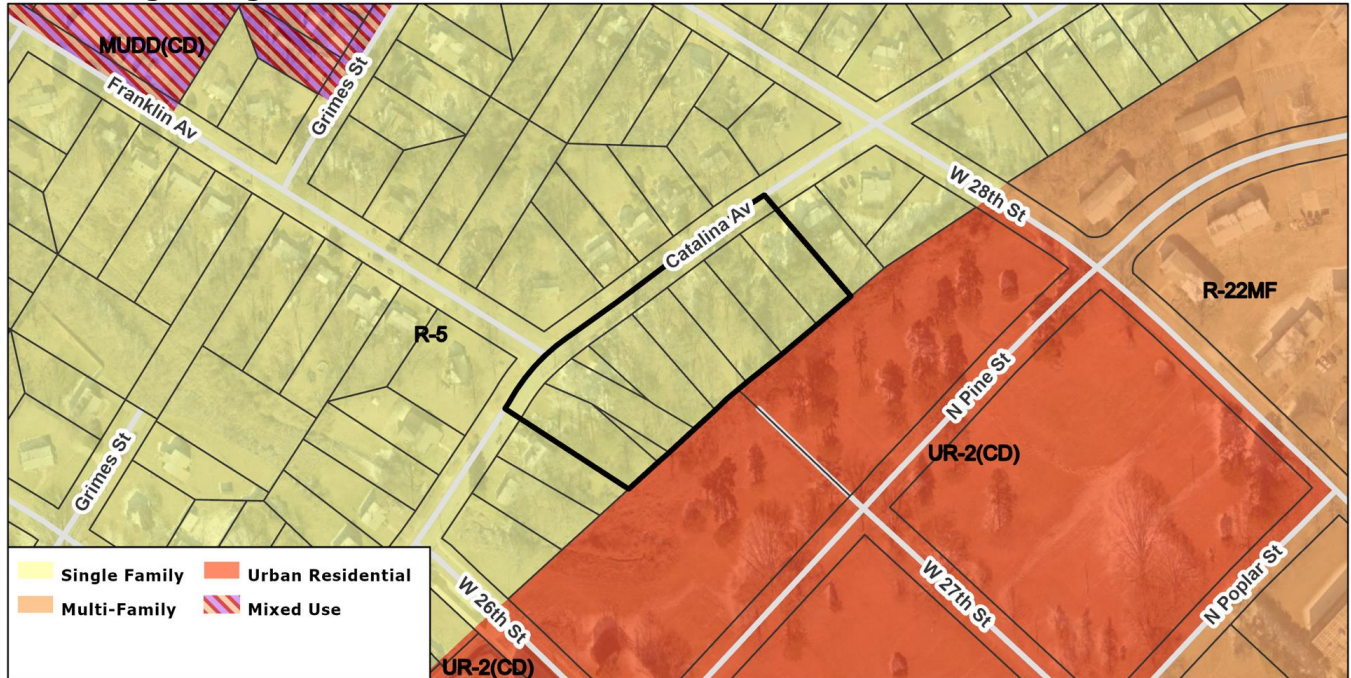 MUDD(CD)
Franklin Av
Grimes St
W 28th St
Catalina Av
R-22MF
R-5
N Pine St
UR-2(CD)
Grimes St
W 27th St
N Poplar St
W 26th St
UR-2(CD)
Single Family
Urban Residential
Multi-Family
Mixed Use